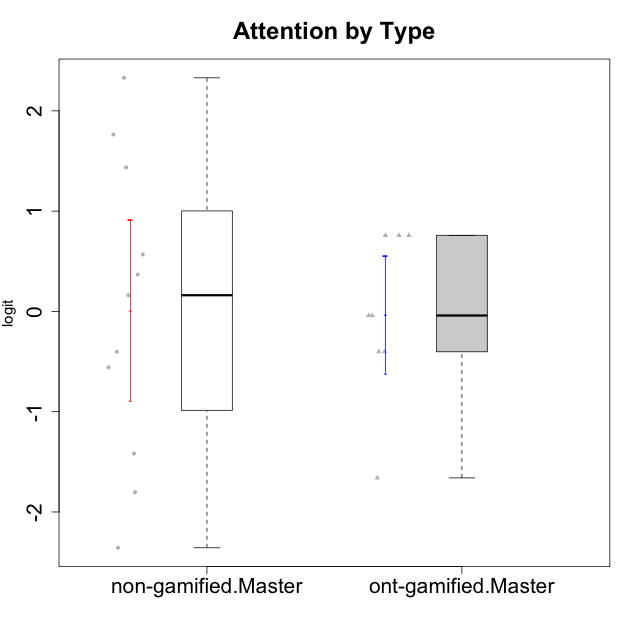 Attention by Type
2
1
0
-1
-2
logit
non-gamified.Master
ont-gamified.Master